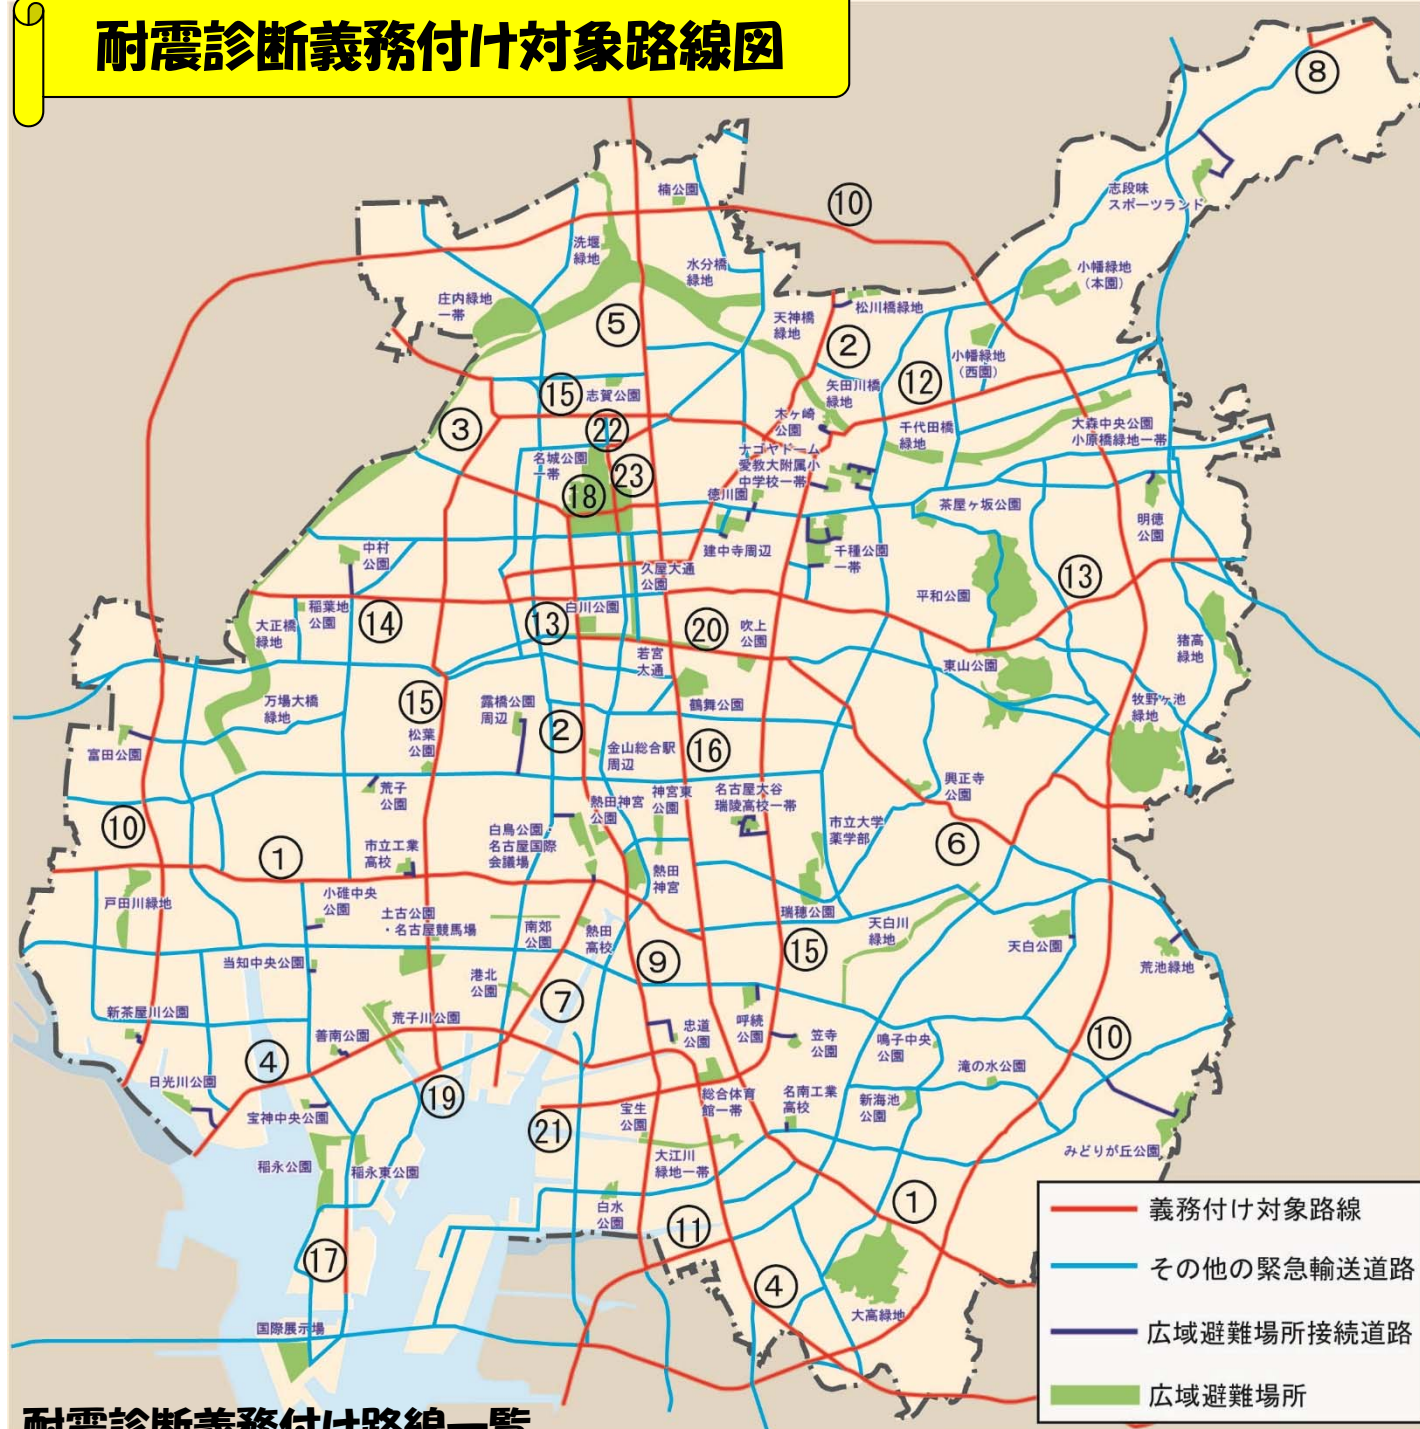 耐震診断義務付け対象路線図
⑧
楠公園
⑩
志段味
スポーツランド
洗堰
緑地
水分橋
緑地
小幡緑地
（本園）
庄内緑地
一帯
松川橋緑地
天神橋
緑地
⑤
②
小幡緑地
（西園）
⑫
⑮
志賀公園
矢田川橋
緑地
③
㉒
木ヶ崎
公園
千代田橋
緑地
大森中央公園
小原橋緑地一帯
名城公園
一帯
㉓
⑱
ナゴヤドーム
愛教大附属小
中学校一帯
徳川園
茶屋ヶ坂公園
明徳
公園
中村
公園
建中寺周辺
千種公園
一帯
久屋大通
公園
⑬
平和公園
稲葉地
公園
⑭
⑬
白川公園
⑳
吹上
公園
大正橋
緑地
若宮
大通
東山公園
猪高
緑地
万場大橋
緑地
⑮
露橋公園
周辺
鶴舞公園
牧野ヶ池
緑地
松葉
公園
②
金山総合駅
周辺
⑯
富田公園
荒子
公園
熱田神宮
公園
神宮東
公園
名古屋大谷
瑞陵高校一帯
興正寺
公園
⑩
①
市立工業
高校
白鳥公園・
名古屋国際
会議場
市立大学
薬学部
⑥
熱田
神宮
戸田川緑地
小碓中央
公園
土古公園
・名古屋競馬場
南郊
公園
熱田
高校
瑞穂公園
天白川
緑地
天白公園
当知中央公園
⑨
⑮
荒池緑地
港北
公園
⑦
新茶屋川公園
荒子川公園
善南公園
忠道
公園
呼続
公園
笠寺
公園
鳴子中央
公園
⑩
④
滝の水公園
日光川公園
宝神中央公園
⑲
総合体育
館一帯
名南工業
高校
新海池
公園
宝生
公園
㉑
稲永公園
稲永東公園
大江川
緑地一帯
みどりが丘公園
白水
公園
⑪
①
⑰
④
大高緑地
国際展示場
義務付け対象路線
その他の緊急輸送道路
広域避難場所接続道路
広域避難場所
耐震診断義務付け路線一覧